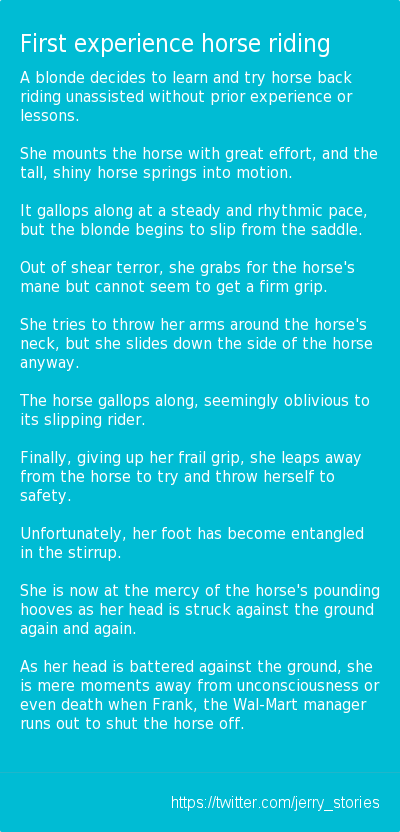 First experience horse riding
A blonde decides to learn and try horse back
riding unassisted without prior experience or
lessons.
She mounts the horse with great effort, and the
tall, shiny horse springs into motion.
It gallops along at a steady and rhythmic pace,
but the blonde begins to slip from the saddle.
Out of shear terror, she grabs for the horse's
mane but cannot seem to get a firm grip.
She tries to throw her arms around the horse's
neck, but she slides down the side of the horse
anyway.
The horse gallops along, seemingly oblivious to
its slipping rider.
Finally, giving up her frail grip, she leaps away
from the horse to try and throw herself to
safety.
Unfortunately, her foot has become entangled
in the stirrup.
She is now at the mercy of the horse's pounding
hooves as her head is struck against the ground
again and again.
As her head is battered against the ground, she
is mere moments away from unconsciousness or
even death when Frank, the Wal-Mart manager
runs out to shut the horse off.
https://twitter.com/jerry_stories